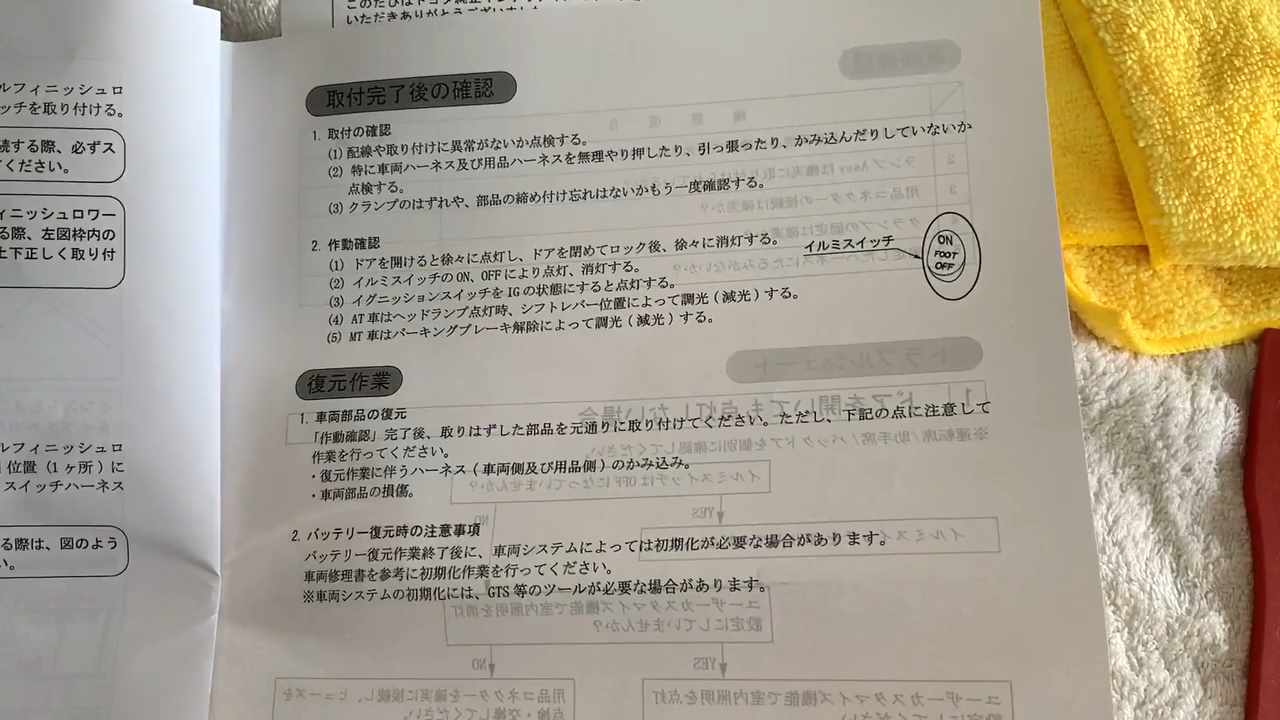 このたびはトヨタ純正
いただきありがとうございました
ルフィニッシュロ
ッチを取り付ける。
続する際、必ずス
ください。
ィニッシュロワー
る際、左図枠内の
上下正しく取り付
ルフィニッシュロ
位置 (1ヶ所) に
スイッチハーネス
る際は、図のよう
い。
取付完了後の確認
1. 取付の確認
(1) 配線や取り付けに異常がないか点検する。
(2) 特に車両ハーネス及び用品ハーネスを無理やり押したり、引っ張ったり、かみ込んだりしていないか
点検する。
(3) クランプのはずれや、部品の締め付け忘れはないかもう一度確認する。
2. 作動確認
(1) ドアを開けると徐々に点灯し、ドアを閉めてロック後、徐々に消灯する。
(2) イルミスイッチの ON、OFF により点灯、消灯する。
(3) イグニッションスイッチを IG の状態にすると点灯する。
(4) AT 車はヘッドランプ点灯時、シフトレバー位置によって調光 ( 減光 ) する。
(5) MT 車はパーキングブレーキ解除によって調光 ( 減光 ) する。
イルミスイッチ
ON
FOOT
OFF
復元作業
1. 車両部品の復元
「作動確認」完了後、取りはずした部品を元通りに取り付けてください。ただし、下記の点に注意して
作業を行ってください。
・復元作業に伴うハーネス ( 車両側及び用品側 ) のかみ込み。
・車両部品の損傷。
2. バッテリー復元時の注意事項
バッテリー復元作業終了後に、車両システムによっては初期化が必要な場合があります。
車両修理書を参考に初期化作業を行ってください。
※車両システムの初期化には、GTS 等のツールが必要な場合があります。